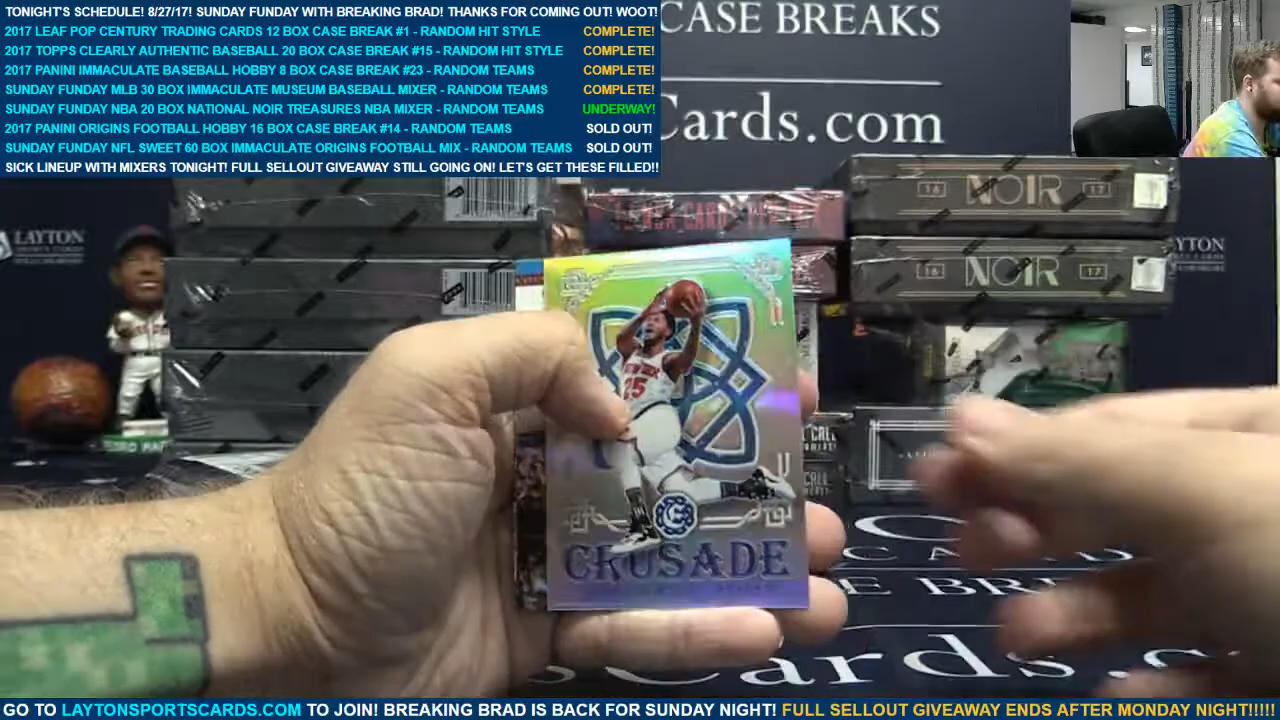 TONIGHT'S SCHEDULE! 8/27/17! SUNDAY FUNDAY WITH BREAKING BRAD! THANKS FOR COMING OUT! WOOT!
2017 LEAF POP CENTURY TRADING CARDS 12 BOX CASE BREAK #1 - RANDOM HIT STYLE COMPLETE!
2017 TOPPS CLEARLY AUTHENTIC BASEBALL 20 BOX CASE BREAK #15 - RANDOM HIT STYLE COMPLETE!
2017 PANINI IMMACULATE BASEBALL HOBBY 8 BOX CASE BREAK #23 - RANDOM TEAMS COMPLETE!
SUNDAY FUNDAY MLB 30 BOX IMMACULATE MUSEUM BASEBALL MIXER - RANDOM TEAMS COMPLETE!
SUNDAY FUNDAY NBA 20 BOX NATIONAL NOIR TREASURES NBA MIXER - RANDOM TEAMS UNDERWAY!
2017 PANINI ORIGINS FOOTBALL HOBBY 16 BOX CASE BREAK #14 - RANDOM TEAMS SOLD OUT!
SUNDAY FUNDAY NFL SWEET 60 BOX IMMACULATE ORIGINS FOOTBALL MIX - RANDOM TEAMS SOLD OUT!
SICK LINEUP WITH MIXERS TONIGHT! FULL SELLOUT GIVEAWAY STILL GOING ON! LET'S GET THESE FILLED!!
CASE BREAKS
Cards.com
16 NOIR 17
16 NOIR 17
LAYTON
YTON
25
CRUSADE
CASE BRE
Cards.c
GO TO LAYTONSPORTSCARDS.COM TO JOIN! BREAKING BRAD IS BACK FOR SUNDAY NIGHT! FULL SELLOUT GIVEAWAY ENDS AFTER MONDAY NIGHT!!!!!